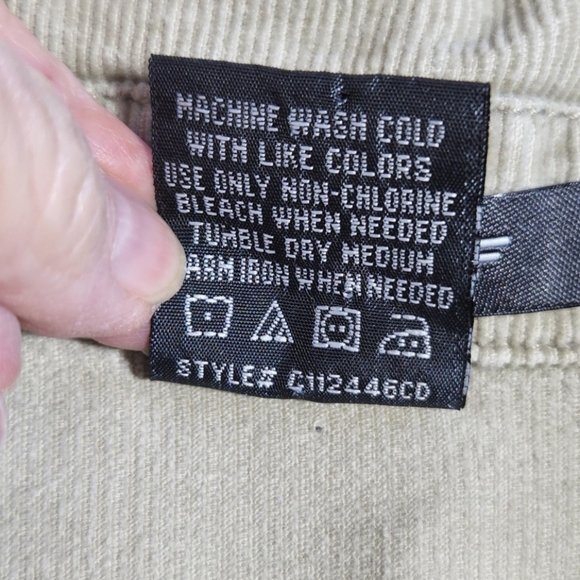 MACHINE WASH COLD
WITH LIKE COLORS
USE ONLY NON-CHLORINE
BLEACH WHEN NEEDED
TUMBLE DRY MEDIUM
ARM IRON WHEN NEEDED
STYLE# G112446CD